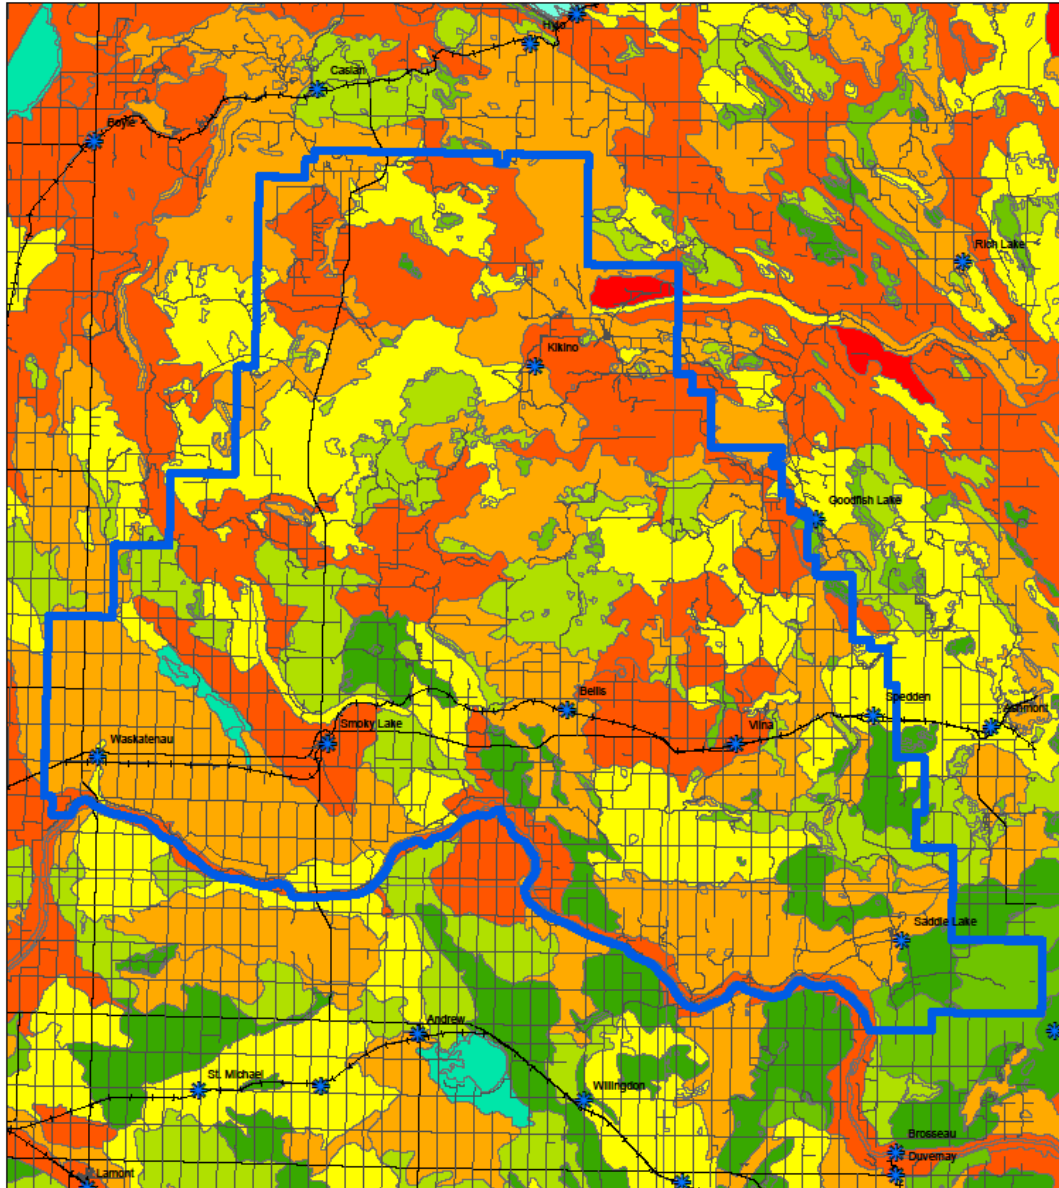 Hylo
Caslan
Boyle
Rich Lake
Kikino
Goodfish Lake
Bellis
Spedden
Ashmont
Smoky Lake
Vilna
Waskatenau
Saddle Lake
Andrew
St. Michael
Willingdon
Brosseau
Duvernay
Lamont